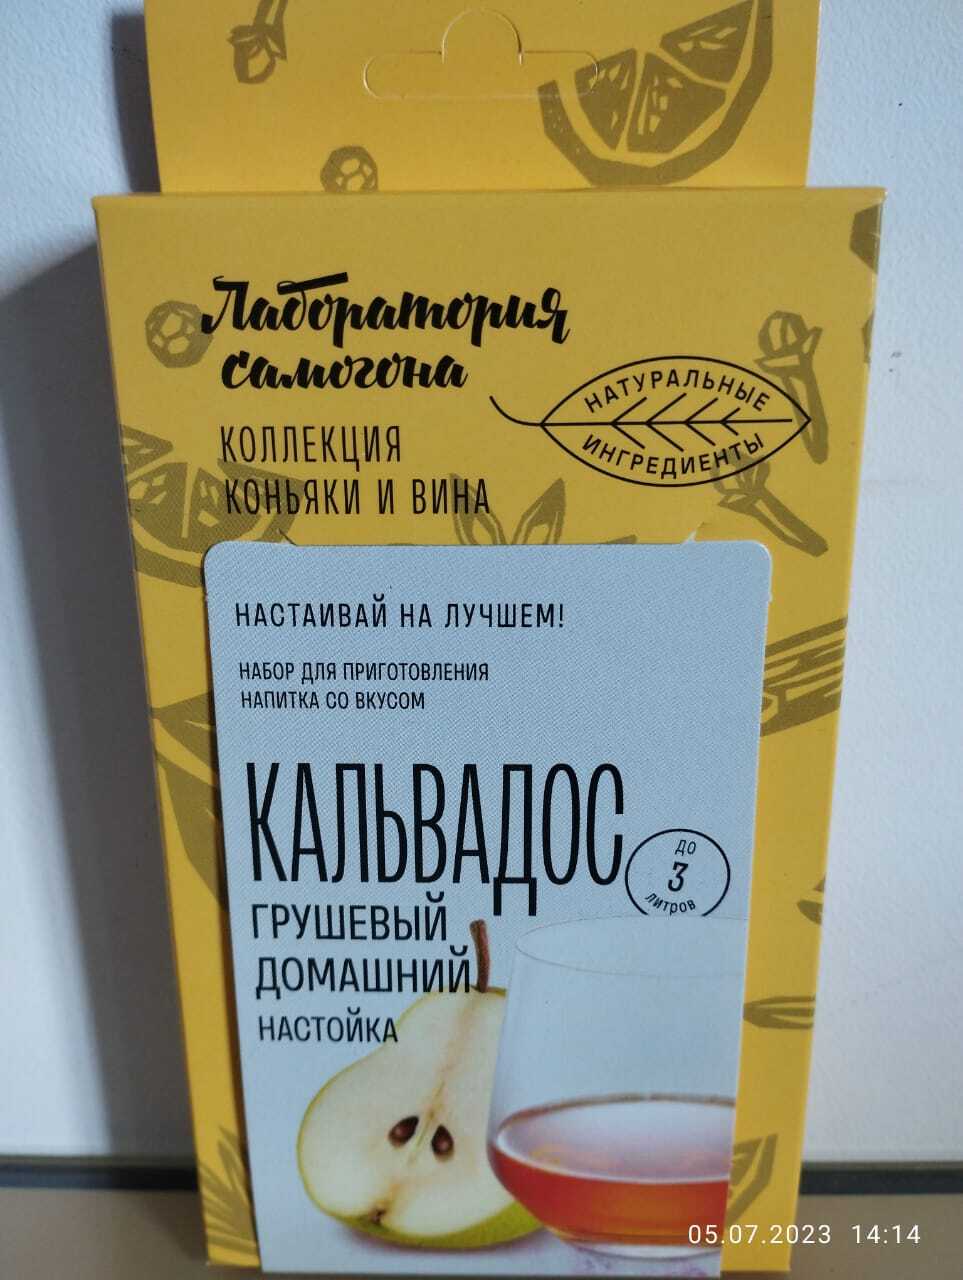 Лаборатория
самогона
НАТУРАЛЬНЫЕ
ИНГРЕДИЕНТЫ
КОЛЛЕКЦИЯ
КОНЬЯКИ И ВИНА
НАСТАИВАЙ НА ЛУЧШЕМ!
НАБОР ДЛЯ ПРИГОТОВЛЕНИЯ
НАПИТКА СО ВКУСОМ
КАЛЬВАДОС
ДО
3
ЛИТРОВ
ГРУШЕВЫЙ
ДОМАШНИЙ
НАСТОЙКА
05.07.2023 14:14